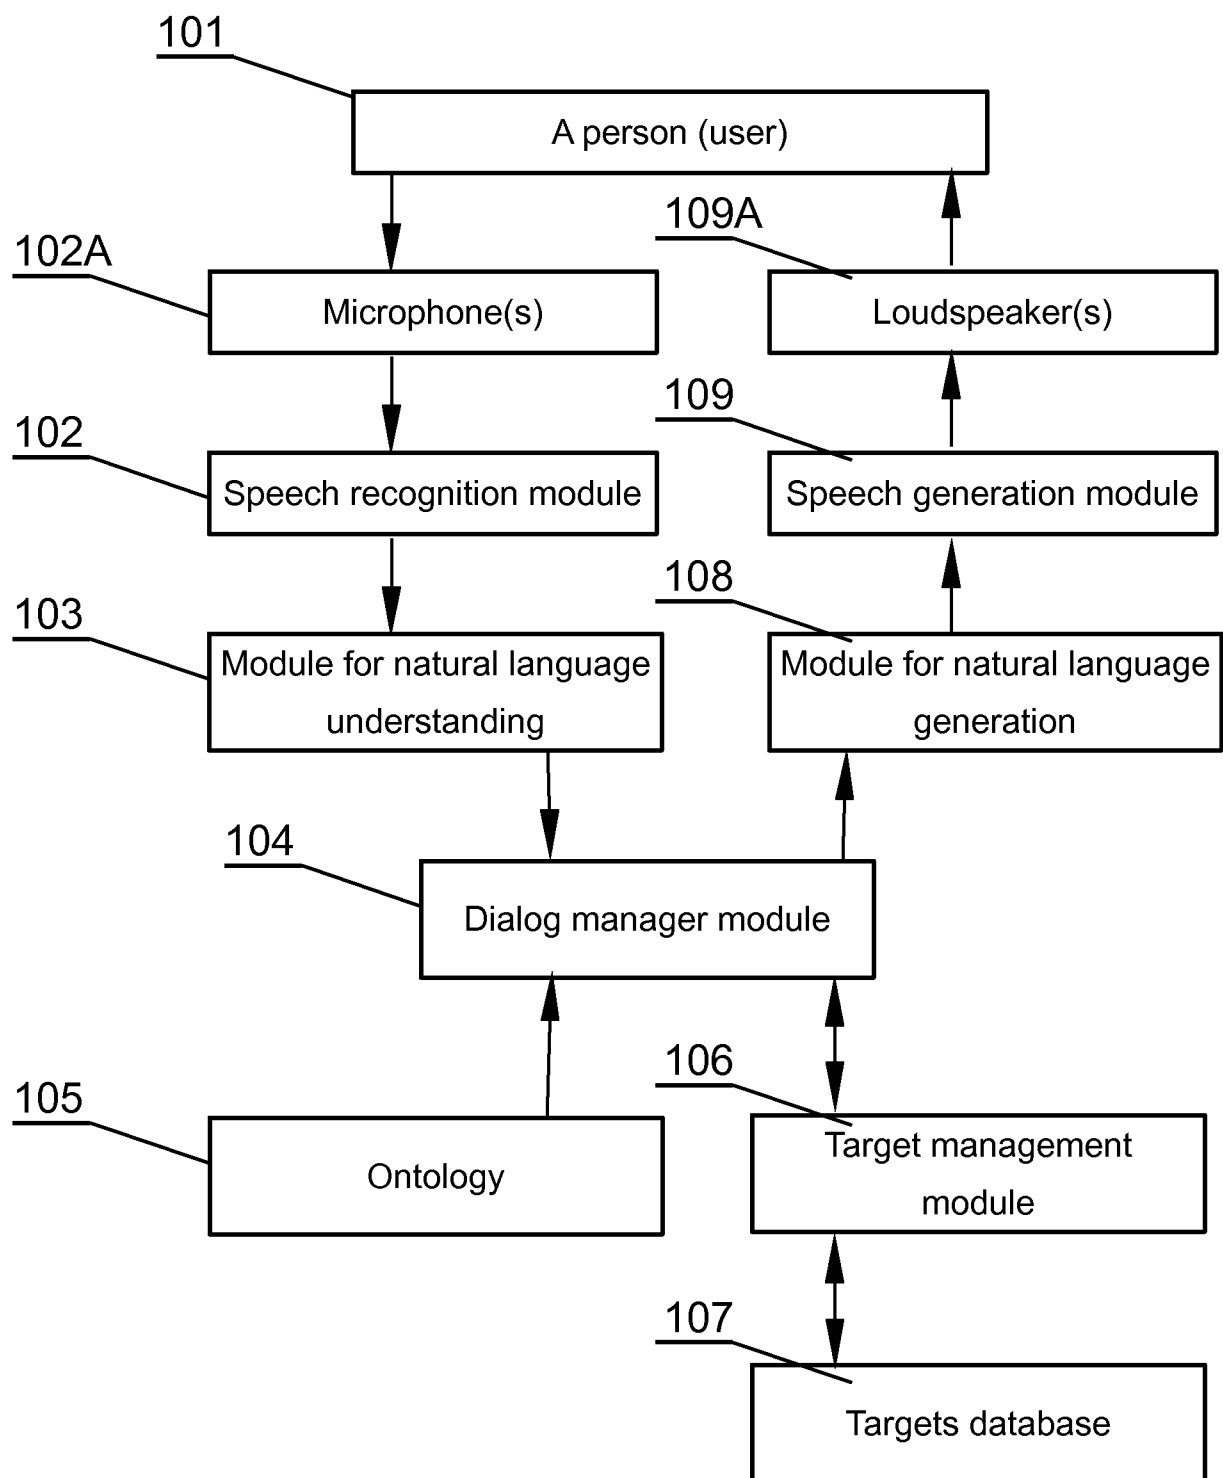 101
A person (user)
102A
109A
Microphone(s)
Loudspeaker(s)
102
109
Speech recognition module
Speech generation module
103
108
Module for natural language
understanding
Module for natural language
generation
104
Dialog manager module
105
106
Ontology
Target management
module
107
Targets database